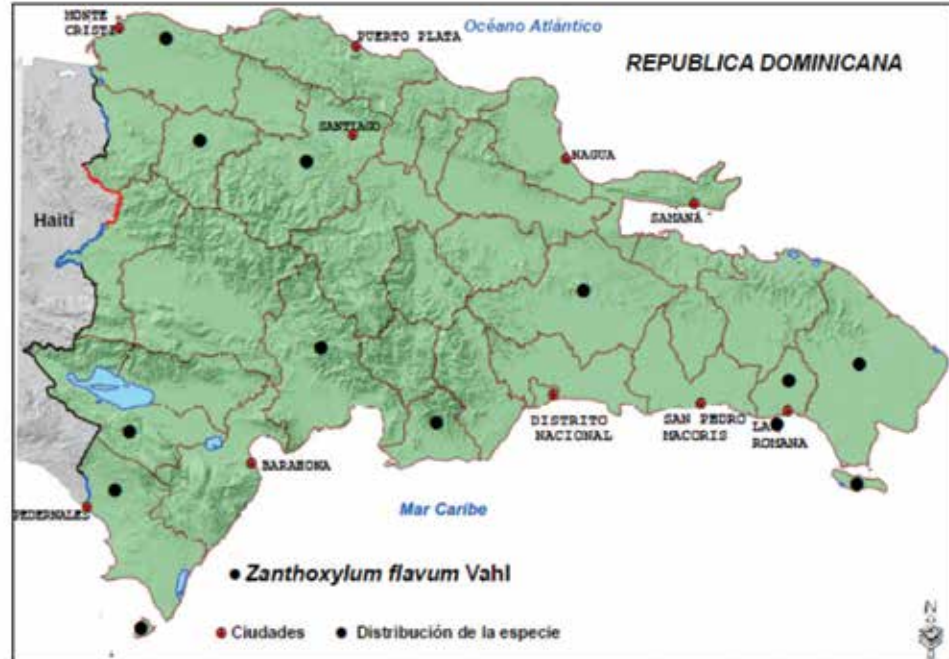 MONTE
CRISTI
PUERTO PLATA
Océano Atlántico
REPUBLICA DOMINICANA
SANTIAGO
NAGUA
SAMANÁ
Haití
DISTRITO
NACIONAL
SAN PEDRO
MACORIS
LA
ROMANA
BARAHONA
PEDERNALES
Mar Caribe
Zanthoxylum flavum Vahl
Ciudades
Distribución de la especie